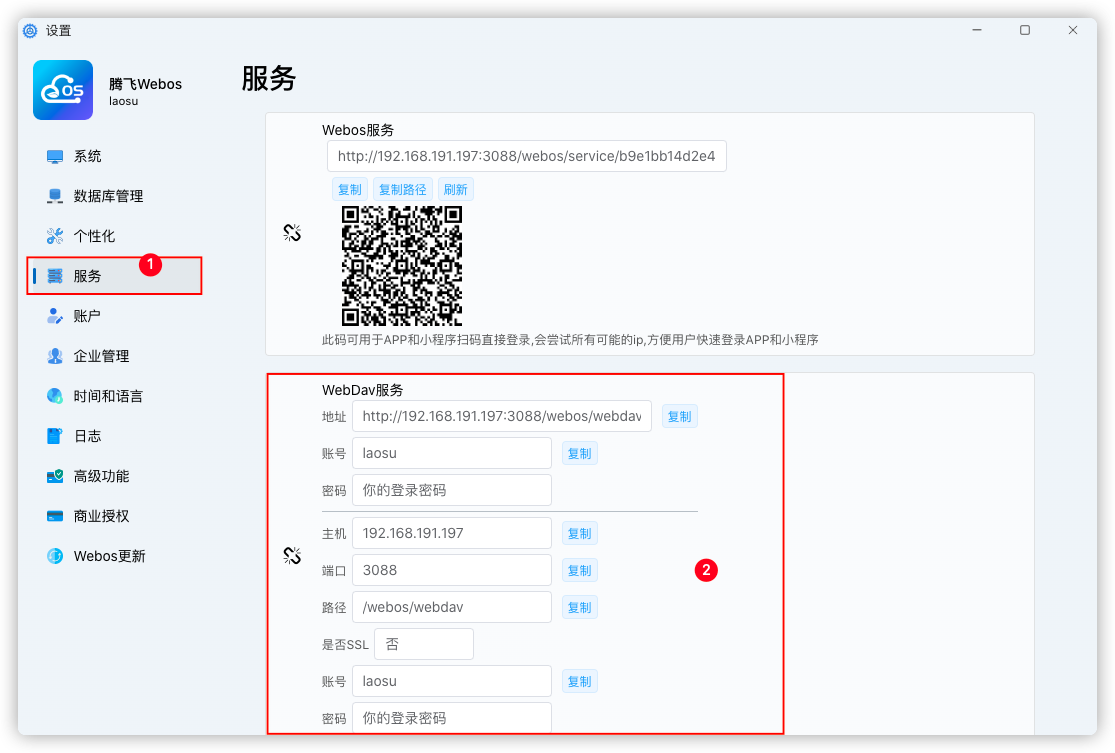 设置
腾飞Webos
laosu
系统
数据库管理
个性化
服务
1
账户
企业管理
时间和语言
日志
高级功能
商业授权
Webos更新
服务
Webos服务
http://192.168.191.197:3088/webos/service/b9e1bb14d2e4
复制 复制路径 刷新
此码可用于APP和小程序扫码直接登录,会尝试所有可能的ip,方便用户快速登录APP和小程序
WebDav服务
地址 http://192.168.191.197:3088/webos/webdav 复制
账号 laosu 复制
密码 你的登录密码
主机 192.168.191.197 复制
端口 3088 复制
2
路径 /webos/webdav 复制
是否SSL 否
账号 laosu 复制
密码 你的登录密码